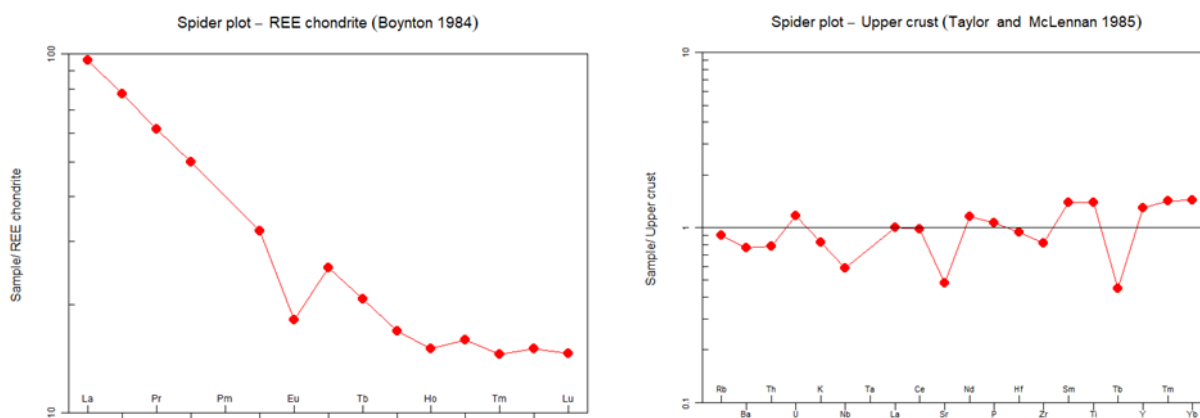 Spider plot – REE chondrite (Boynton 1984)
100
Sample/ REE chondrite
10
La Pr Pm Eu Tb Ho Tm Lu
Spider plot – Upper crust (Taylor and McLennan 1985)
10
Sample/ Upper crust
1
0.1
Rb Th K Ta Ce Nd Hf Sm Tb Tm
Ba U Nb La Sr P Zr Ti Y Yb